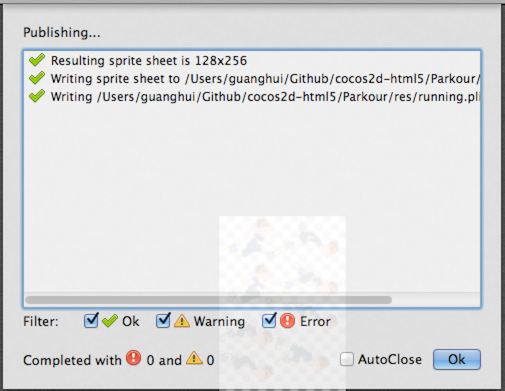 Publishing...
Resulting sprite sheet is 128x256
Writing sprite sheet to /Users/guanghui/Github/cocos2d-html5/Parkour/
Writing /Users/guanghui/Github/cocos2d-html5/Parkour/res/running.pli
Filter: Ok Warning Error
Completed with 0 and 0 AutoClose Ok